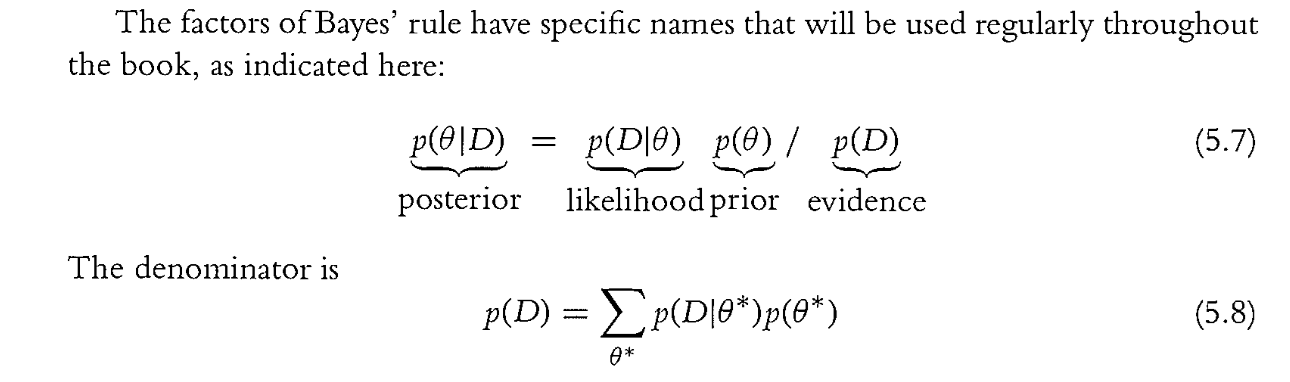 The factors of Bayes' rule have specific names that will be used regularly throughout
the book, as indicated here:
p(θ|D) = p(D|θ) p(θ) / p(D) (5.7)
posterior likelihood prior evidence
The denominator is
p(D) = ∑ p(D|θ*)p(θ*) (5.8)
θ*